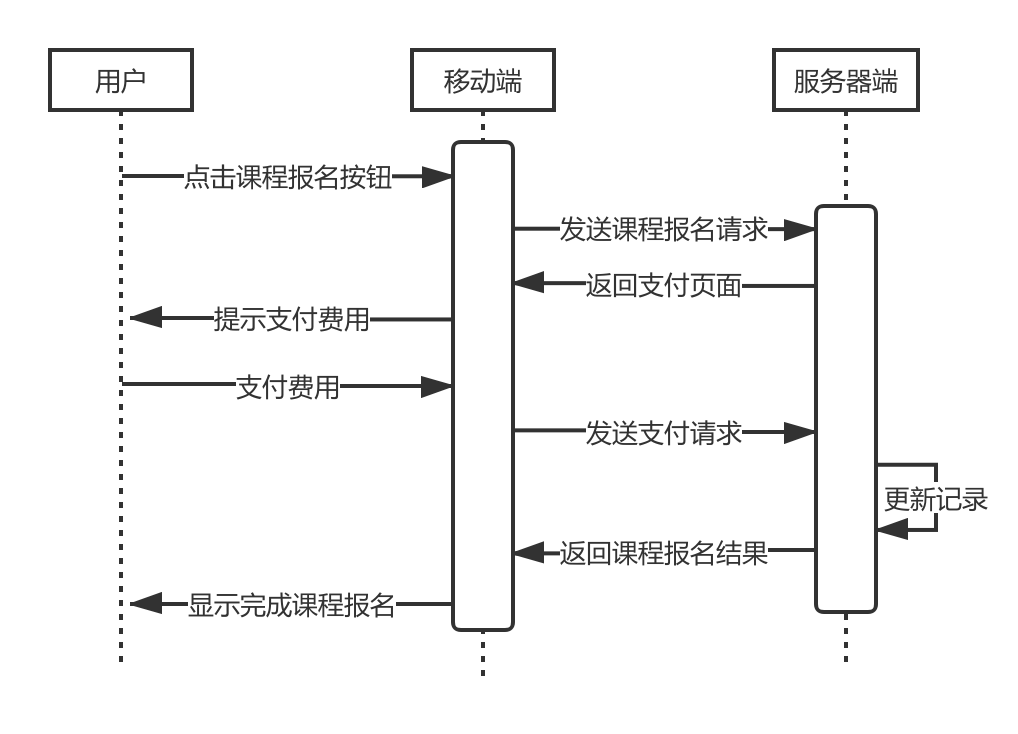 用户
移动端
服务器端
点击课程报名按钮
发送课程报名请求
返回支付页面
提示支付费用
支付费用
发送支付请求
更新记录
返回课程报名结果
显示完成课程报名